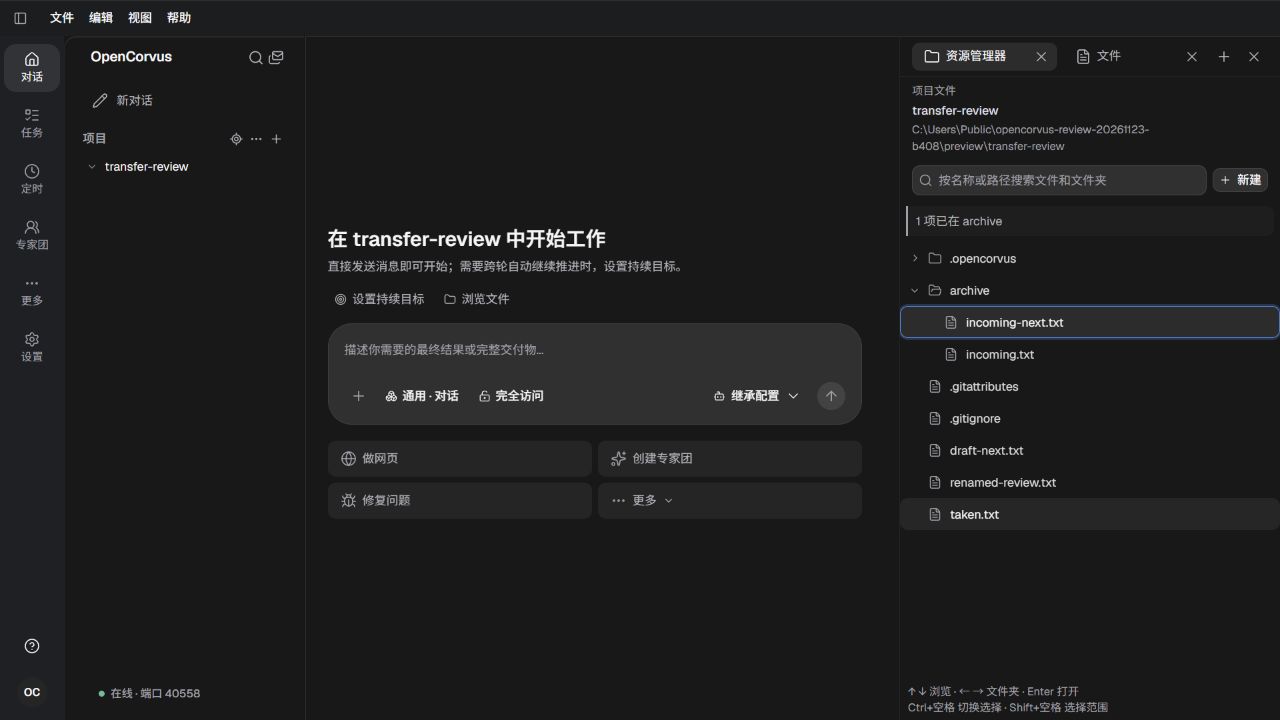 文件 编辑 视图 帮助
对话
任务
定时
专家团
更多
设置
OC
OpenCorvus
新对话
项目
transfer-review
在线 · 端口 40558
在 transfer-review 中开始工作
直接发送消息即可开始；需要跨轮自动继续推进时，设置持续目标。
设置持续目标 浏览文件
描述你需要的最终结果或完整交付物...
通用 · 对话 完全访问 继承配置
做网页 创建专家团
修复问题 更多
资源管理器 文件
项目文件
transfer-review
C:\Users\Public\opencorvus-review-20261123-
b408\preview\transfer-review
按名称或路径搜索文件和文件夹 新建
1 项已在 archive
.opencorvus
archive
incoming-next.txt
incoming.txt
.gitattributes
.gitignore
draft-next.txt
renamed-review.txt
taken.txt
↑↓ 浏览 · ←→ 文件夹 · Enter 打开
Ctrl+空格 切换选择 · Shift+空格 选择范围